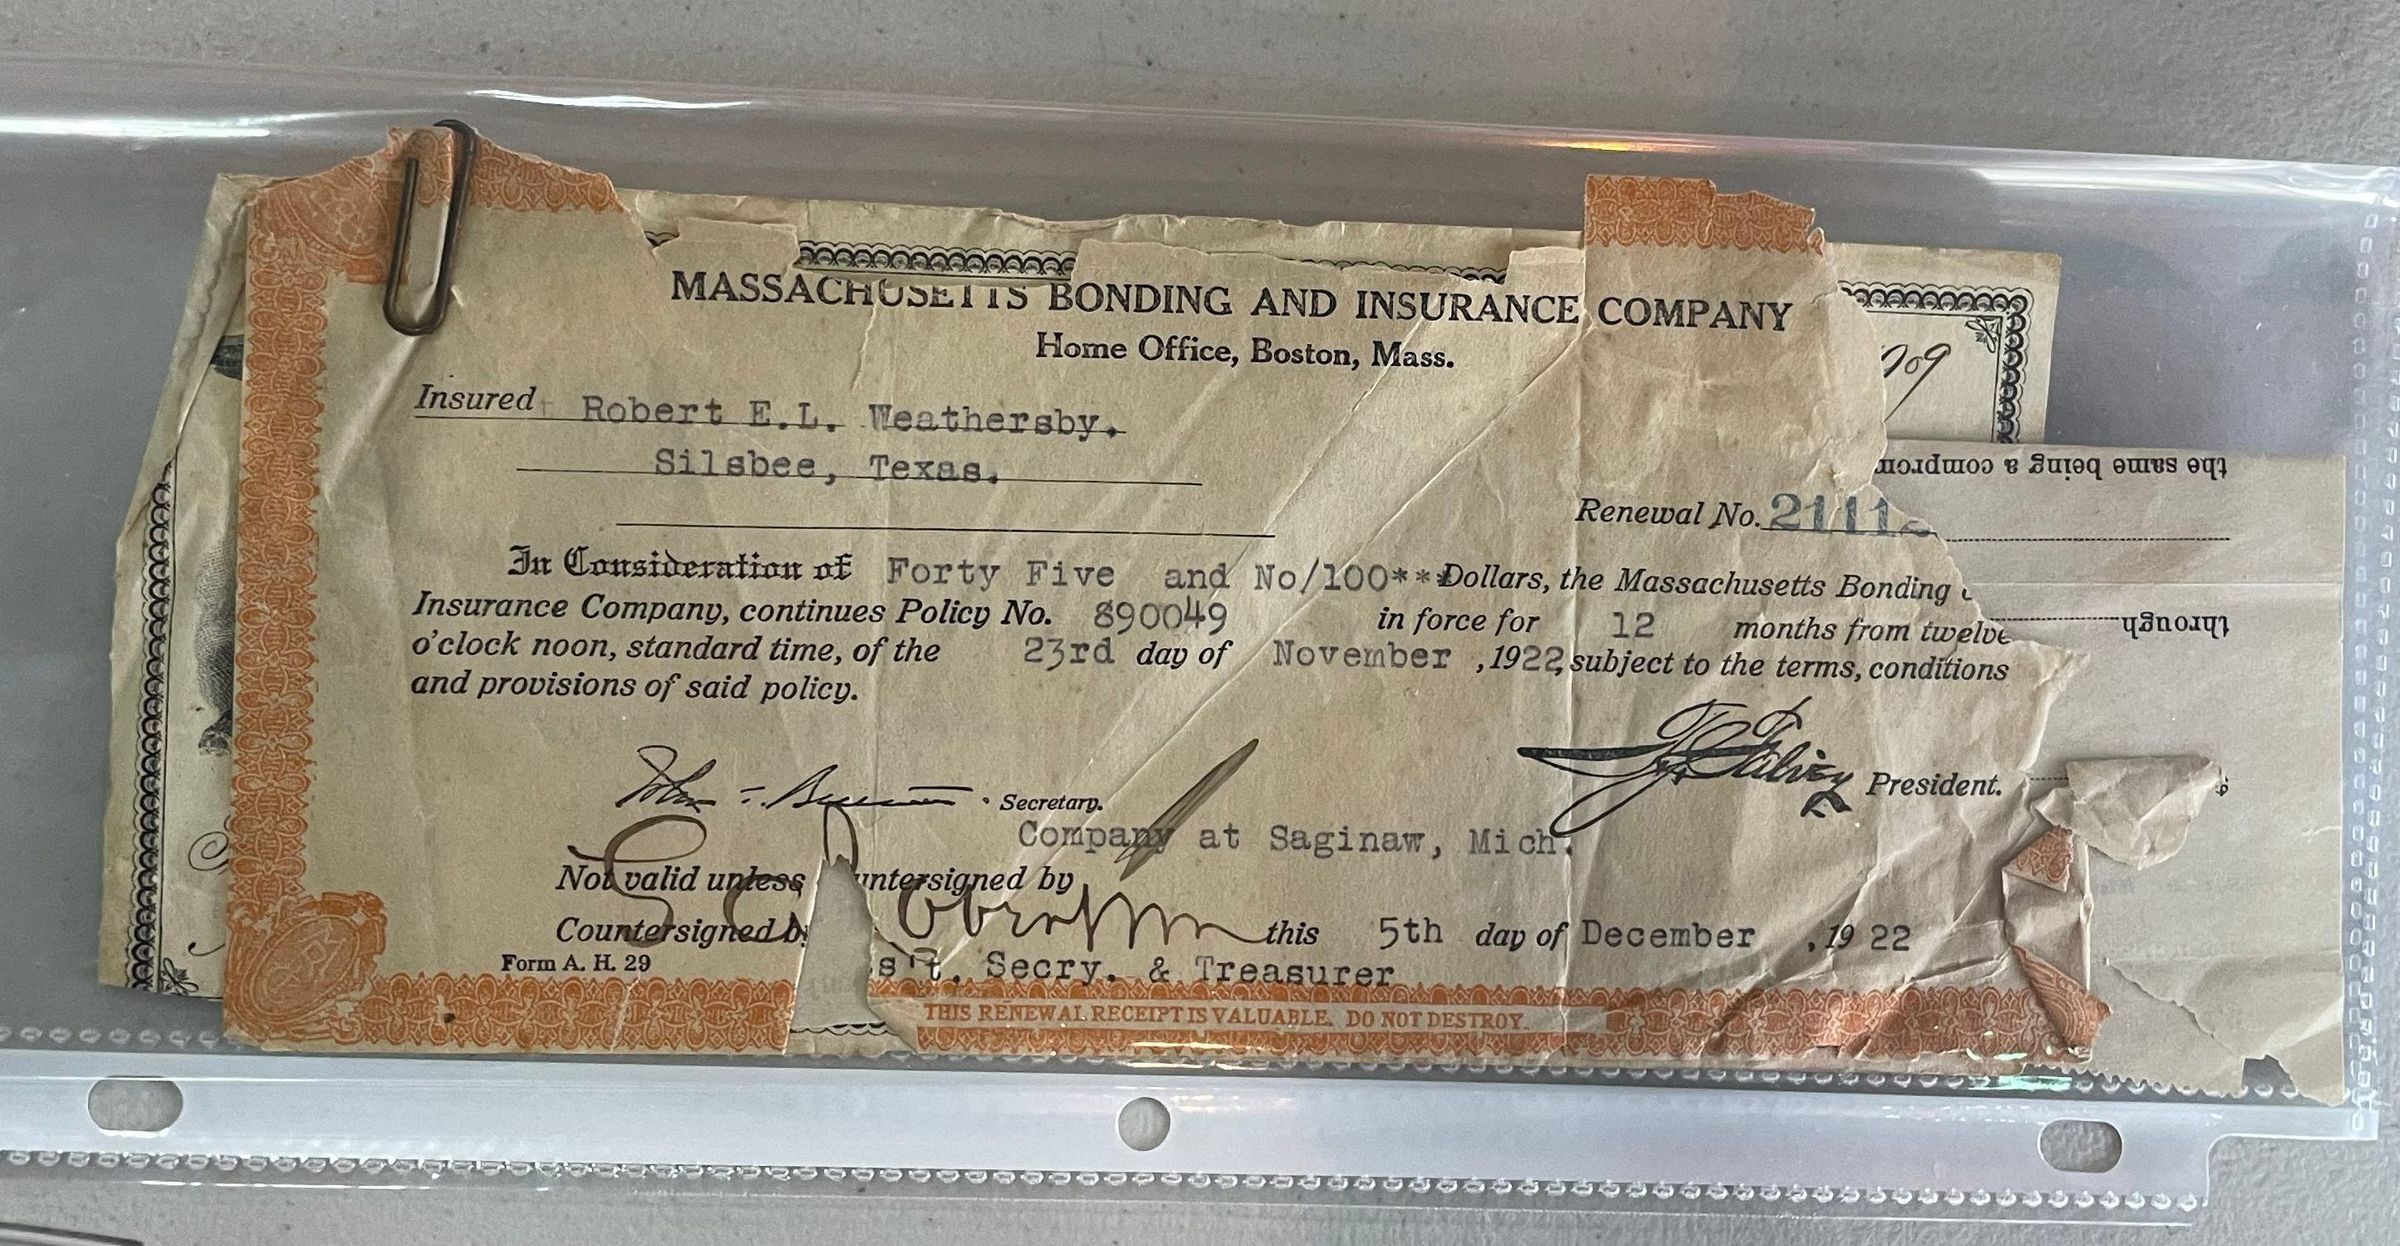 MASSACHUSETTS BONDING AND INSURANCE COMPANY
Home Office, Boston, Mass.
709
Insured Robert E.L. Weathersby.
Silsbee, Texas.
the same being a comprom
Renewal No. 2111
In Consideration of Forty Five and No/100*** Dollars, the Massachusetts Bonding
Insurance Company, continues Policy No. 890049 in force for 12 months from twelve
through
o'clock noon, standard time, of the 23rd day of November ,1922, subject to the terms, conditions
and provisions of said policy.
Secretary.
President.
Company at Saginaw, Mich.
Not valid unless untersigned by
Countersigned by this 5th day of December ,1922
Form A. H. 29
s't. Secry. & Treasurer
THIS RENEWAL RECEIPT IS VALUABLE. DO NOT DESTROY.